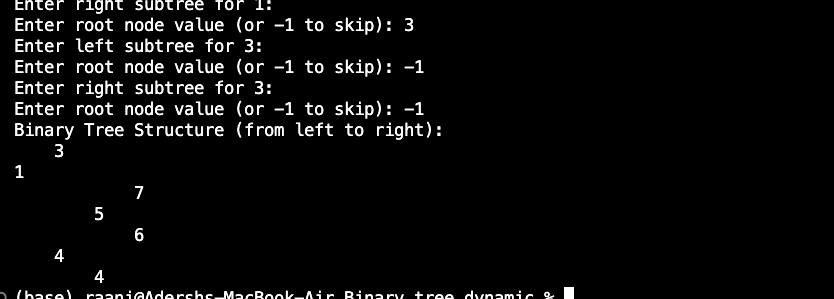 Enter right subtree for 1:
Enter root node value (or -1 to skip): 3
Enter left subtree for 3:
Enter root node value (or -1 to skip): -1
Enter right subtree for 3:
Enter root node value (or -1 to skip): -1
Binary Tree Structure (from left to right):
3
1
7
5
6
4
4
(base) raani@Adershs-MacBook-Air Binary tree dynamic %